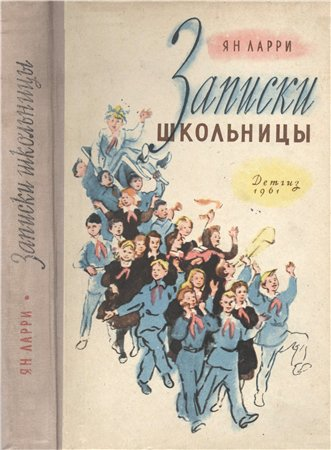 ЯН ЛАРРИ
Записки
ШКОЛЬНИЦЫ
Детгиз
1961
ЯН ЛАРРИ • Записки школьницы